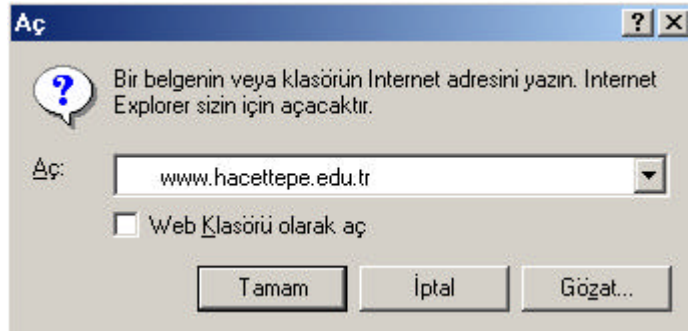 Aç
Bir belgenin veya klasörün Internet adresini yazın. Internet
Explorer sizin için açacaktır.
Aç: www.hacettepe.edu.tr
Web Klasörü olarak aç
Tamam İptal Gözat...